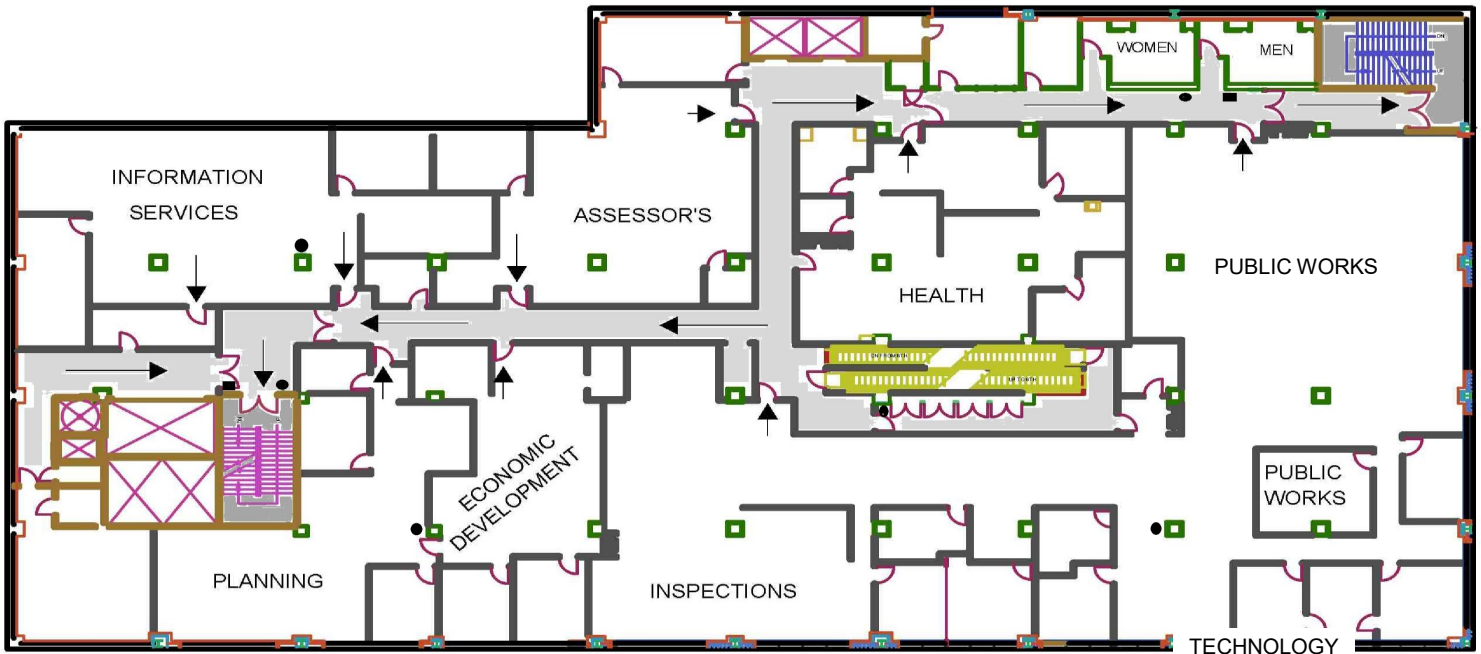 WOMEN
MEN
INFORMATION
SERVICES
ASSESSOR'S
PUBLIC WORKS
HEALTH
ECONOMIC
DEVELOPMENT
PUBLIC
WORKS
PLANNING
INSPECTIONS
TECHNOLOGY